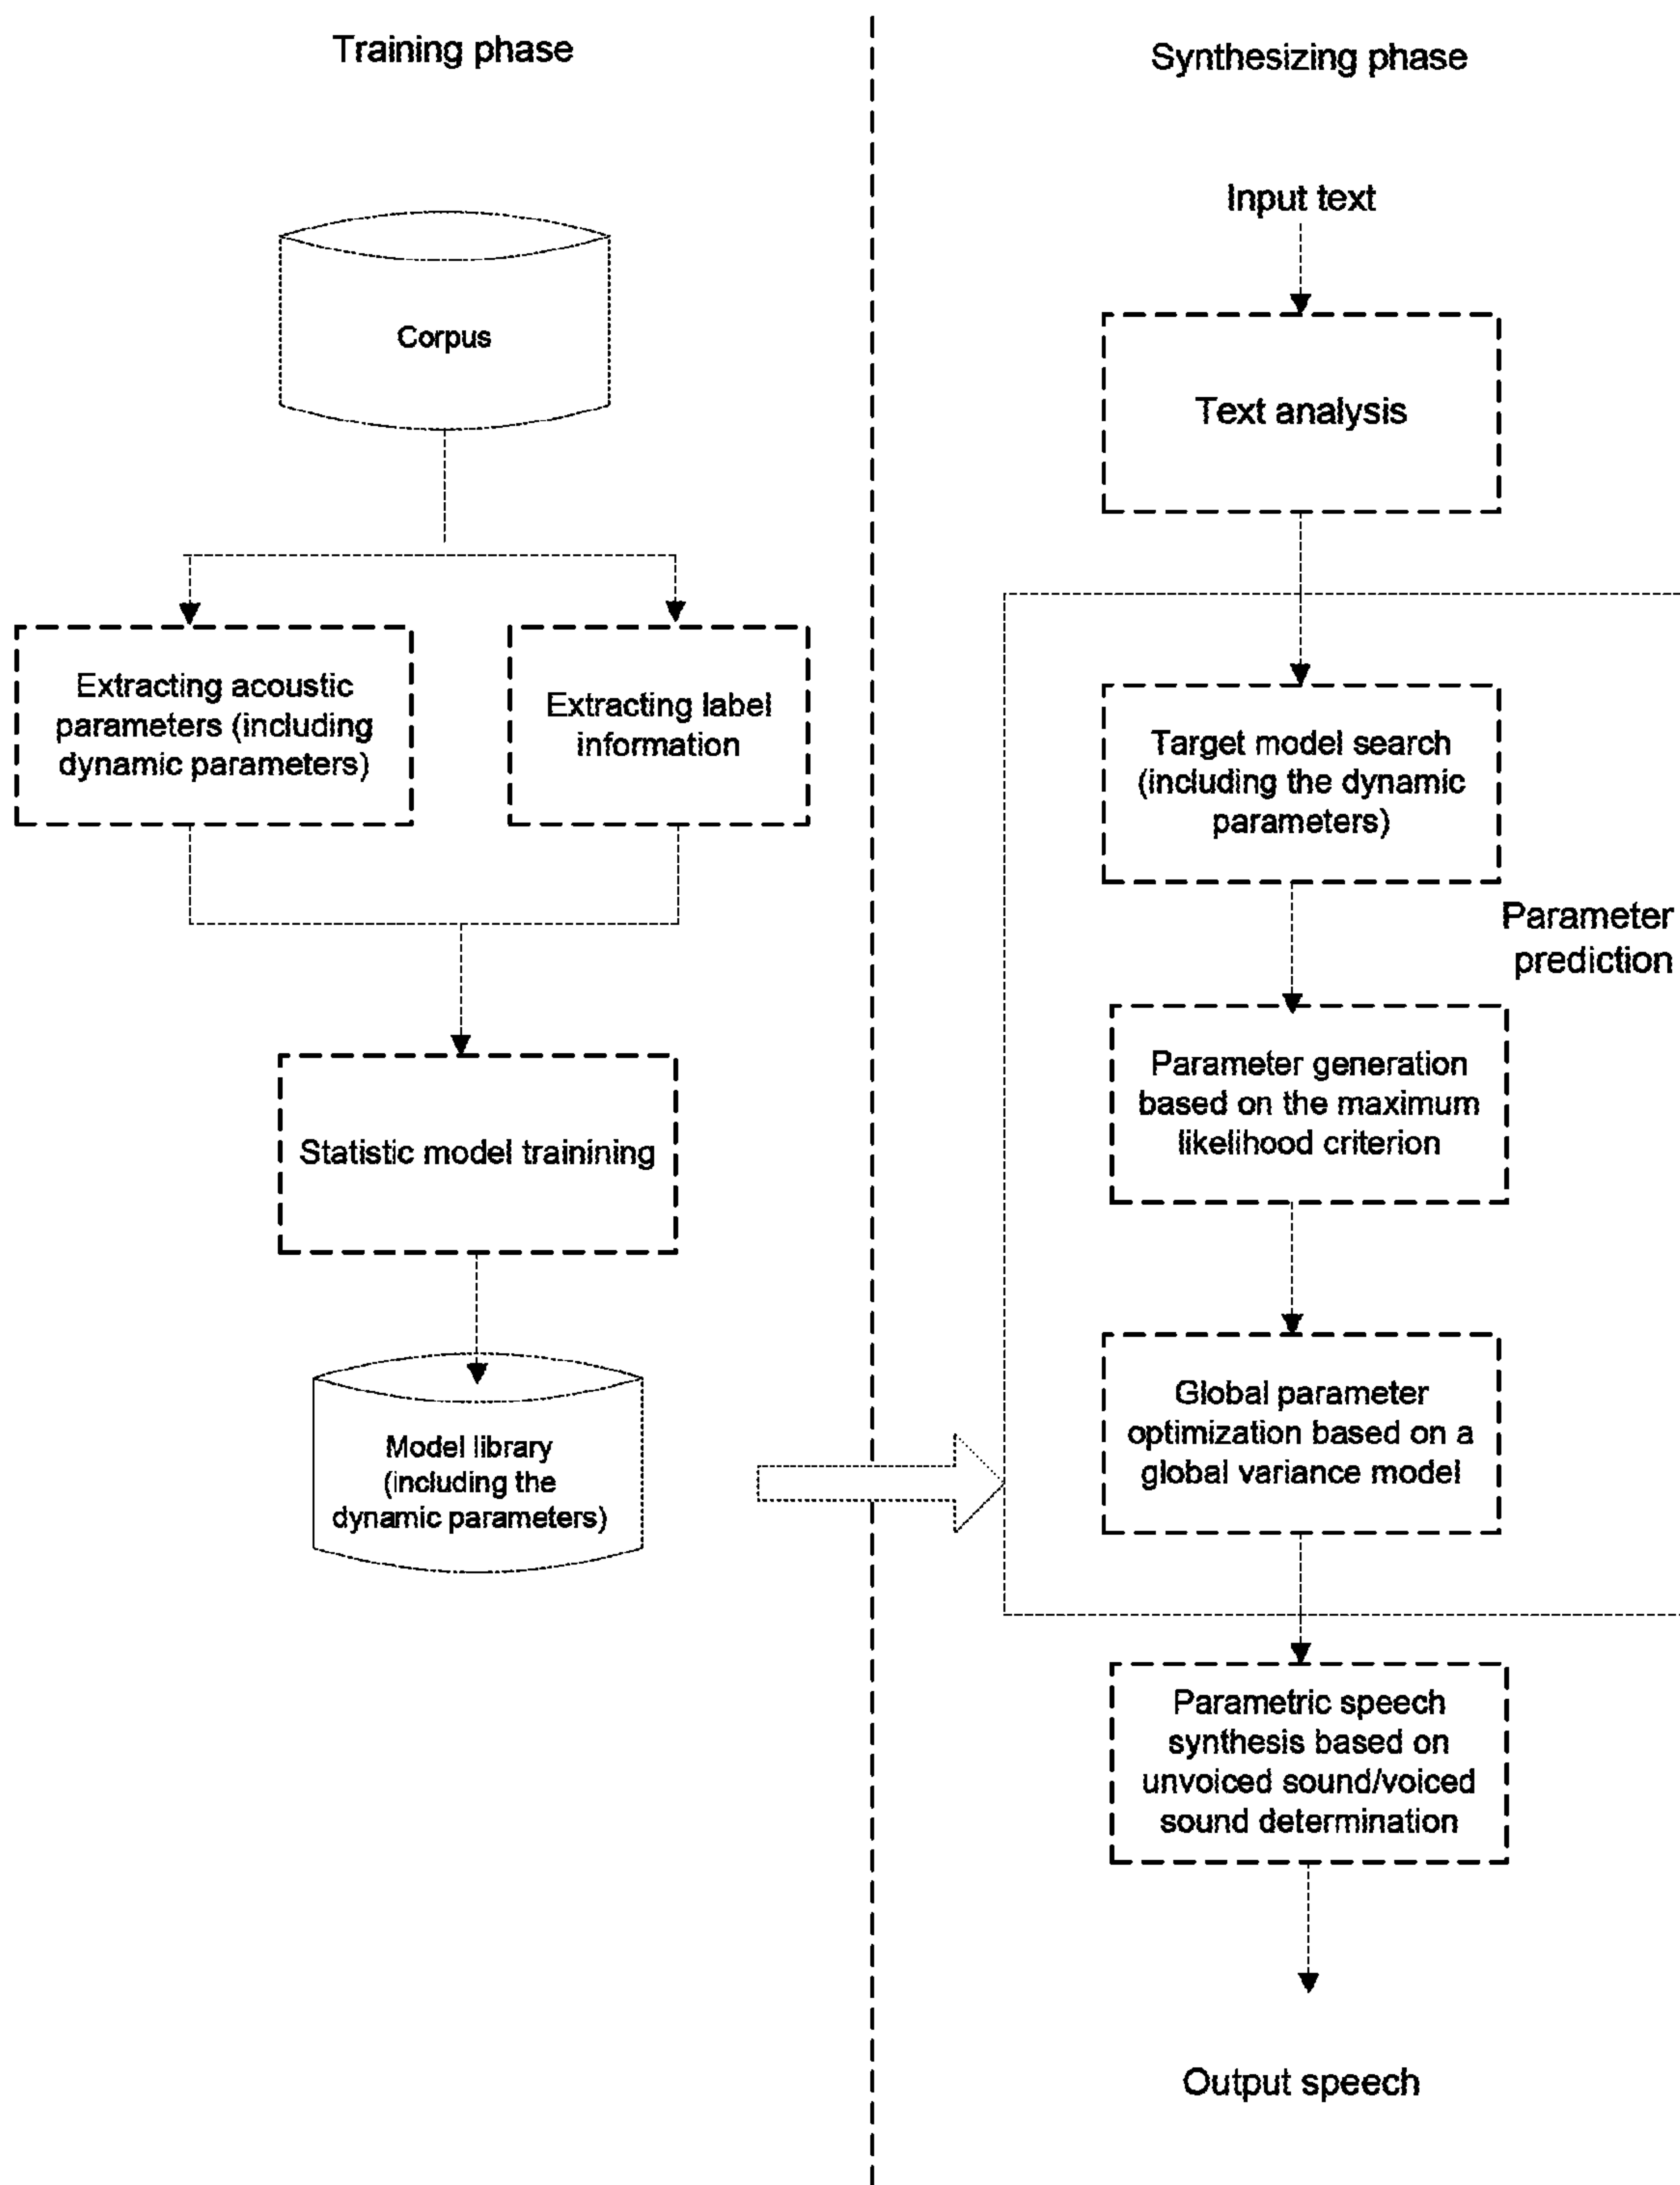 Training phase
Corpus
Extracting acoustic
parameters (including
dynamic parameters)
Extracting label
information
Statistic model trainining
Model library
(including the
dynamic parameters)
Synthesizing phase
Input text
Text analysis
Target model search
(including the dynamic
parameters)
Parameter
prediction
Parameter generation
based on the maximum
likelihood criterion
Global parameter
optimization based on a
global variance model
Parametric speech
synthesis based on
unvoiced sound/voiced
sound determination
Output speech